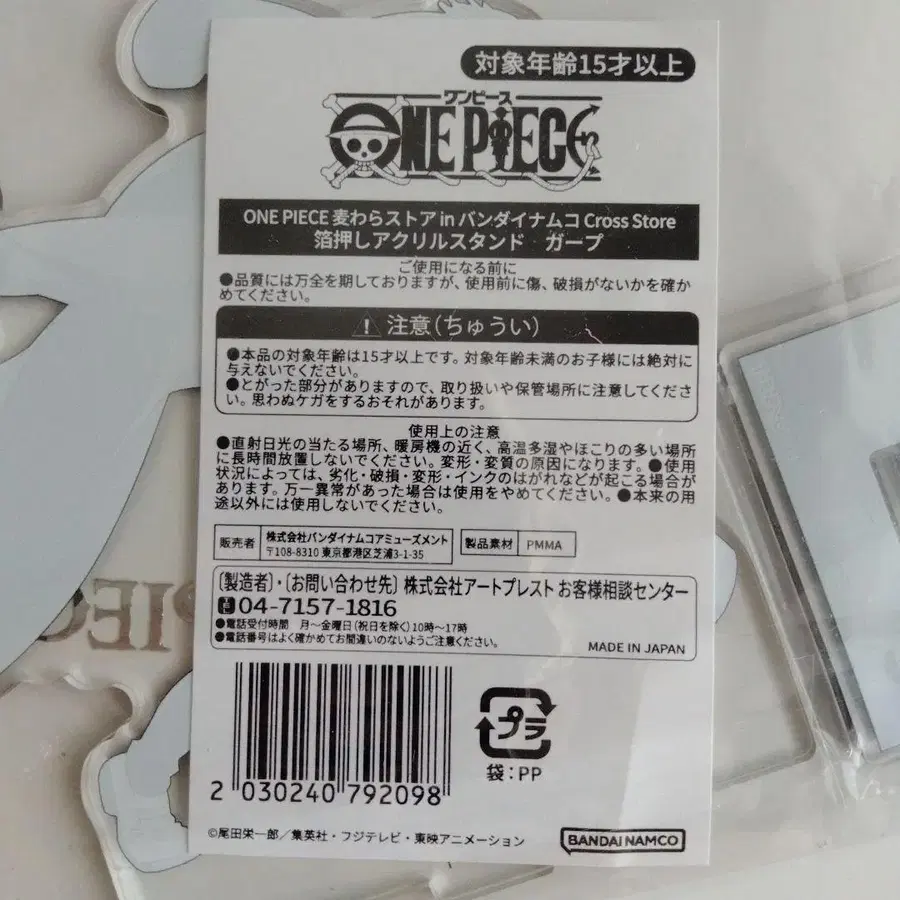 対象年齢15才以上
ワンピース
ONE PIECE
ONE PIECE 麦わらストア in バンダイナムコ Cross Store
箔押しアクリルスタンド ガープ
ご使用になる前に
●品質には万全を期しておりますが、使用前に傷、破損がないかを確か
めてください。
⚠ 注意(ちゅうい)
●本品の対象年齢は15才以上です。対象年齢未満のお子様には絶対に
与えないでください。
●とがった部分がありますので、取り扱いや保管場所に注意してくださ
い。思わぬケガをするおそれがあります。
使用上の注意
●直射日光の当たる場所、暖房機の近く、高温多湿やほこりの多い場所
に長時間放置しないでください。変形・変質の原因になります。●使用
状況によっては、劣化・破損・変形・インクのはがれなどが起こる場合が
あります。万一異常があった場合は使用をやめてください。●本来の用
途以外には使用しないでください。
販売者 株式会社バンダイナムコアミューズメント
〒108-8310 東京都港区芝浦3-1-35
製品素材 PMMA
〔製造者〕・〔お問い合わせ先〕株式会社アートプレスト お客様相談センター
04-7157-1816
●電話受付時間 月～金曜日(祝日を除く)10時～17時
●電話番号はよく確かめてお間違いのないようご注意ください。
MADE IN JAPAN
プラ
袋:PP
2 030240 792098
©尾田栄一郎／集英社・フジテレビ・東映アニメーション
BANDAI NAMCO
PIEC